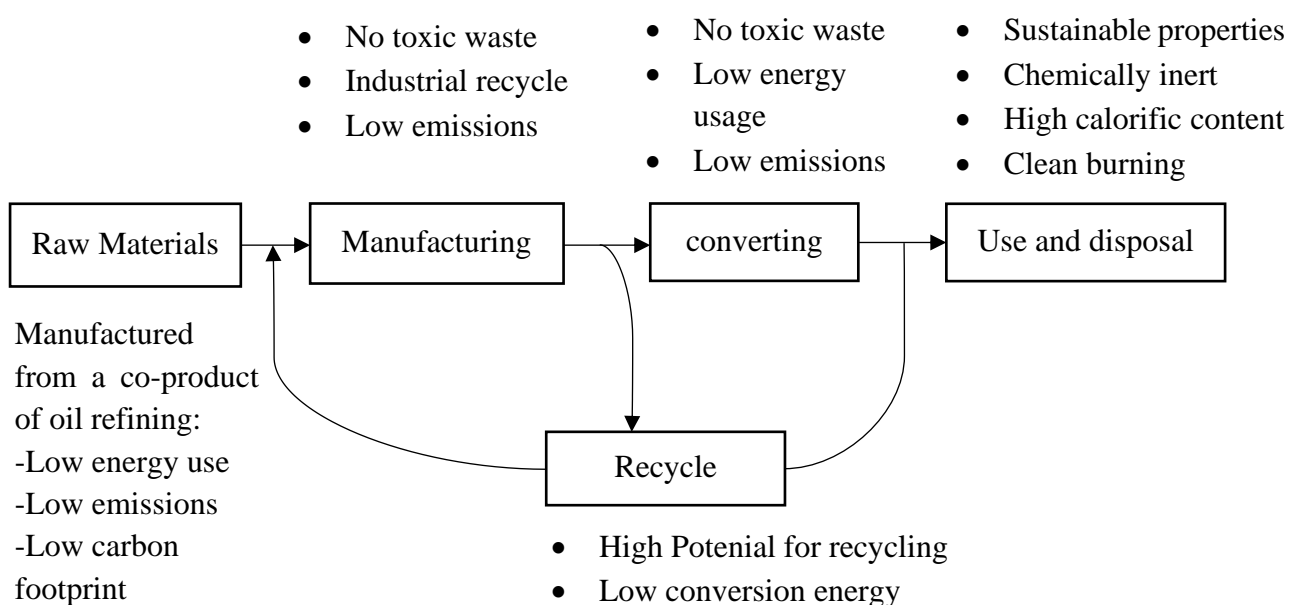 • No toxic waste
• Industrial recycle
• Low emissions
• No toxic waste
• Low energy
usage
• Low emissions
• Sustainable properties
• Chemically inert
• High calorific content
• Clean burning
Raw Materials
Manufacturing
converting
Use and disposal
Manufactured
from a co-product
of oil refining:
-Low energy use
-Low emissions
-Low carbon
footprint
Recycle
• High Potenial for recycling
• Low conversion energy